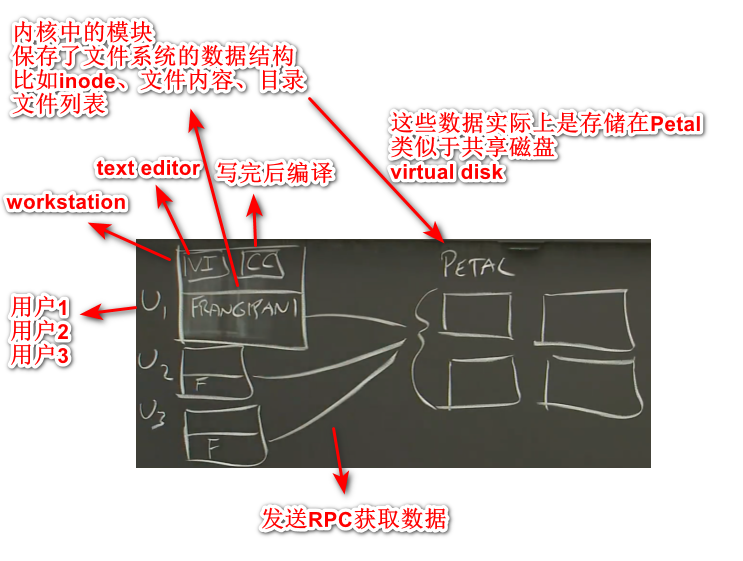 内核中的模块
保存了文件系统的数据结构
比如inode、文件内容、目录
文件列表
这些数据实际上是存储在Petal
类似于共享磁盘
virtual disk
text editor
写完后编译
workstation
VI
CC
PETAL
用户1
用户2
用户3
U1
FRANGIPANI
U2
F
U3
F
发送RPC获取数据